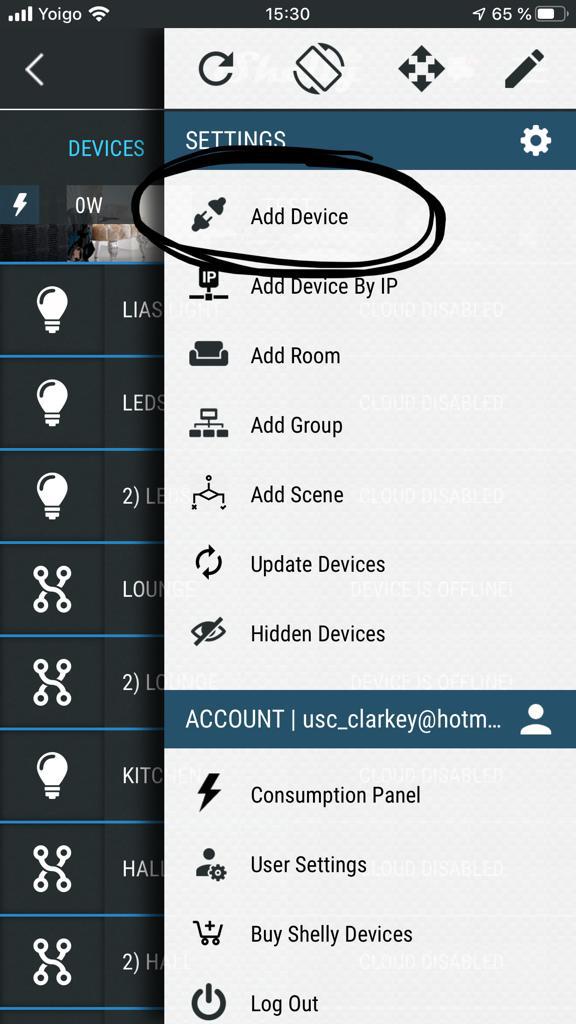 Yoigo 15:30 65 %
SETTINGS
DEVICES
0W
Add Device
IP
Add Device By IP
LIAS LIGHT CLOUD DISABLED
Add Room
LEDS CLOUD DISABLED
Add Group
2) LEDS CLOUD DISABLED
Add Scene
Update Devices
LOUNGE DEVICE IS OFFLINE!
Hidden Devices
2) LOUNGE DEVICE IS OFFLINE!
ACCOUNT | usc_clarkey@hotm...
KITCHEN CLOUD DISABLED
Consumption Panel
HALL CLOUD DISABLED
User Settings
Buy Shelly Devices
2) HALL CLOUD DISABLED
Log Out